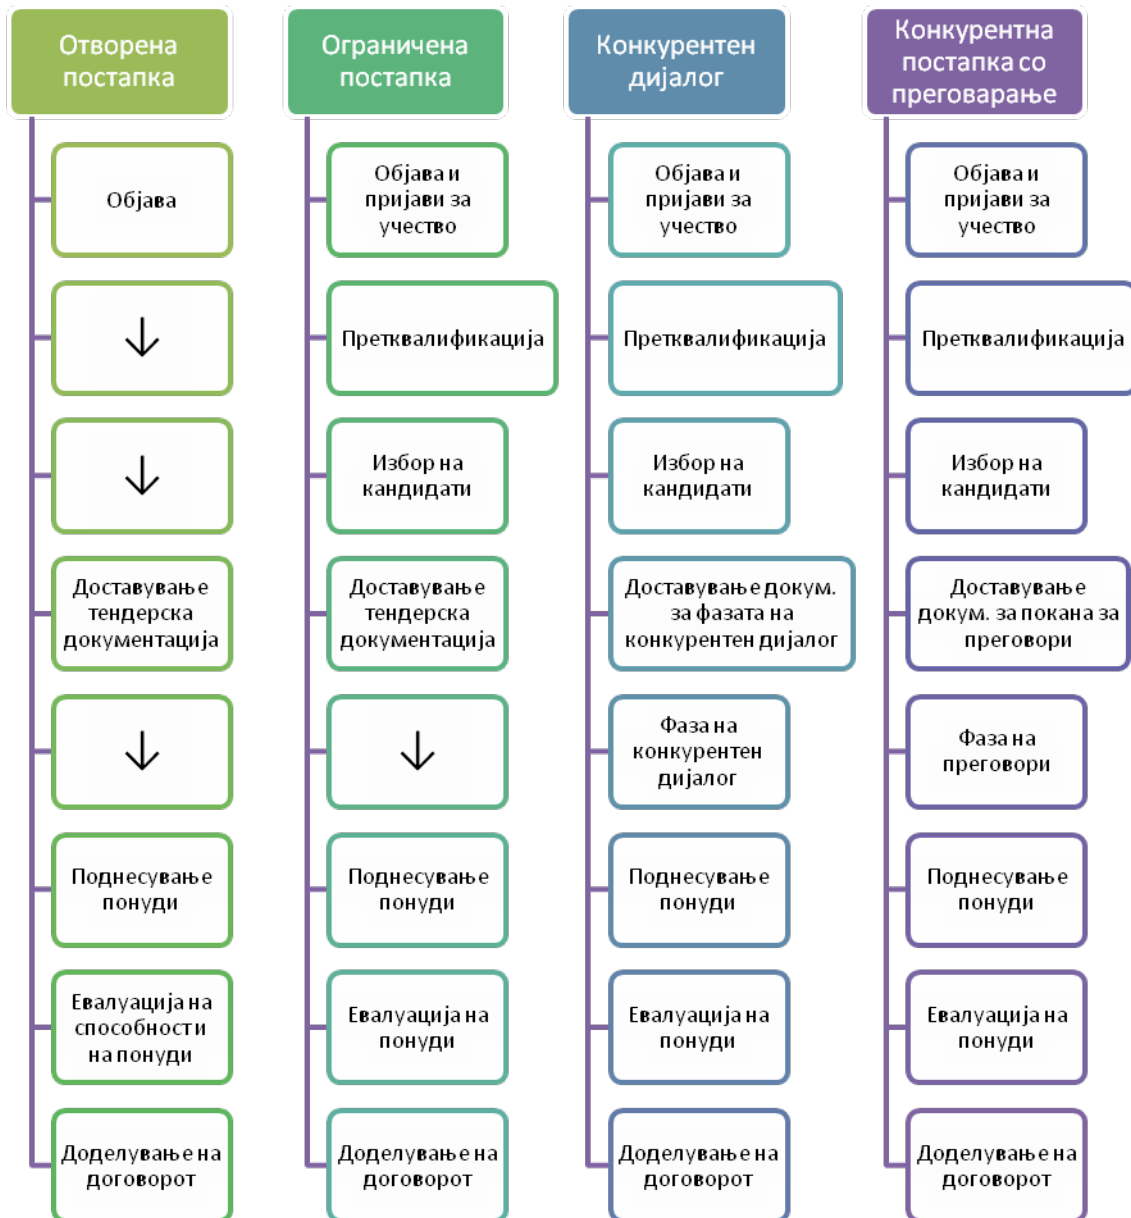 Отворена
постапка
Објава
↓
↓
Доставување
тендерска
документација
↓
Поднесување
понуди
Евалуација на
способности
на понуди
Доделување на
договорот
Ограничена
постапка
Објава и
пријави за
учество
Претквалификација
Избор на
кандидати
Доставување
тендерска
документација
↓
Поднесување
понуди
Евалуација на
понуди
Доделување на
договорот
Конкурентен
дијалог
Објава и
пријави за
учество
Претквалификација
Избор на
кандидати
Доставување докум.
за фазата на
конкурентен дијалог
Фаза на
конкурентен
дијалог
Поднесување
понуди
Евалуација на
понуди
Доделување на
договорот
Конкурентна
постапка со
преговарање
Објава и
пријави за
учество
Претквалификација
Избор на
кандидати
Доставување
докум. за покана за
преговори
Фаза на
преговори
Поднесување
понуди
Евалуација на
понуди
Доделување на
договорот